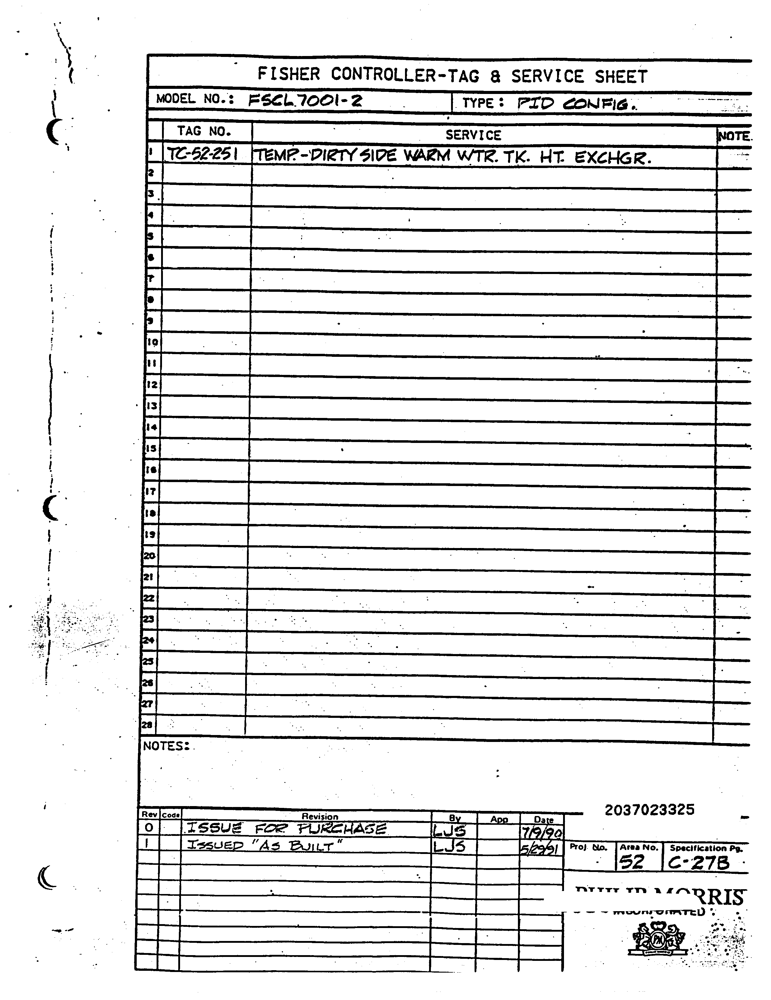 FISHER CONTROLLER-TAG & SERVICE SHEET
MODEL NO.: FSCL7001-2 TYPE: PID CONFIG.
TAG NO. SERVICE NOTE
1 TC-52-251 TEMP.-DIRTY SIDE WARM WTR. TK. HT. EXCHGR.
2
3
4
5
6
7
8
9
10
11
12
13
14
15
16
17
18
19
20
21
22
23
24
25
26
27
28
NOTES:
2037023325
Rev Code Revision By App Date
0 ISSUE FOR PURCHASE LJS 7/9/90
1 ISSUED "AS BUILT" LJS 5/29/91
Proj No. Area No. Specification Pg.
52 C-27B
PHILIP MORRIS
INCORPORATED
PM